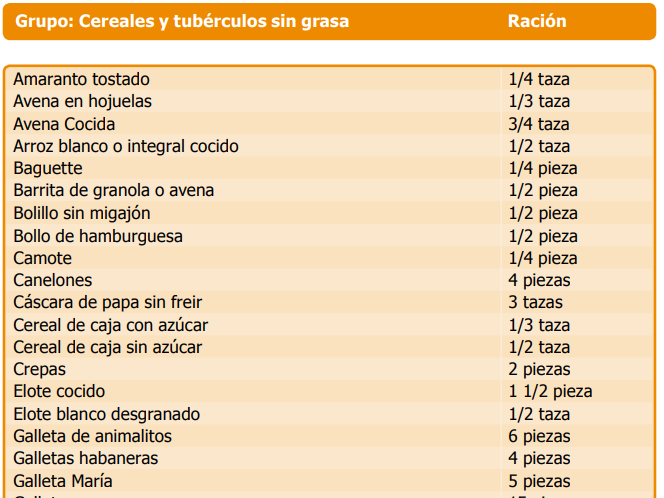 Grupo: Cereales y tubérculos sin grasa Ración
Amaranto tostado 1/4 taza
Avena en hojuelas 1/3 taza
Avena Cocida 3/4 taza
Arroz blanco o integral cocido 1/2 taza
Baguette 1/4 pieza
Barrita de granola o avena 1/2 pieza
Bolillo sin migajón 1/2 pieza
Bollo de hamburguesa 1/2 pieza
Camote 1/4 pieza
Canelones 4 piezas
Cáscara de papa sin freir 3 tazas
Cereal de caja con azúcar 1/3 taza
Cereal de caja sin azúcar 1/2 taza
Crepas 2 piezas
Elote cocido 1 1/2 pieza
Elote blanco desgranado 1/2 taza
Galleta de animalitos 6 piezas
Galletas habaneras 4 piezas
Galleta María 5 piezas